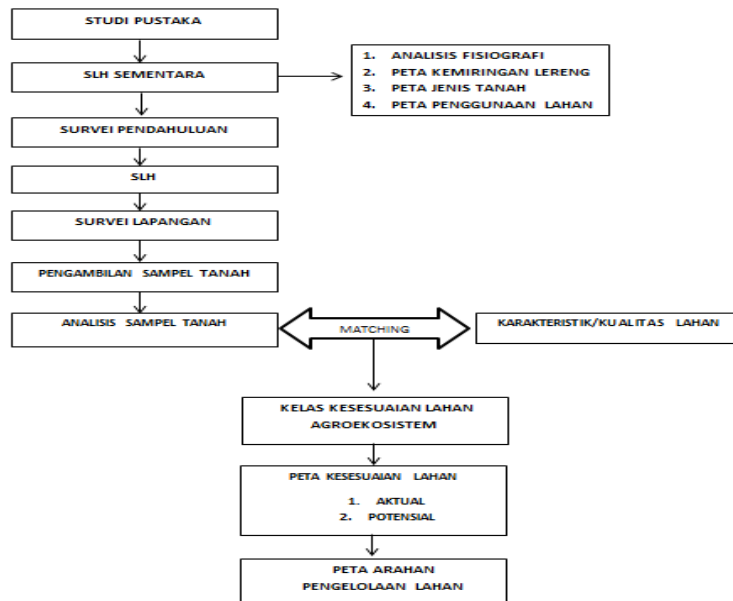 STUDI PUSTAKA
SLH SEMENTARA
1. ANALISIS FISIOGRAFI
2. PETA KEMIRINGAN LERENG
3. PETA JENIS TANAH
4. PETA PENGGUNAAN LAHAN
SURVEI PENDAHULUAN
SLH
SURVEI LAPANGAN
PENGAMBILAN SAMPEL TANAH
ANALISIS SAMPEL TANAH
MATCHING
KARAKTERISTIK/KUALITAS LAHAN
KELAS KESESUAIAN LAHAN
AGROEKOSISTEM
PETA KESESUAIAN LAHAN
1. AKTUAL
2. POTENSIAL
PETA ARAHAN
PENGELOLAAN LAHAN